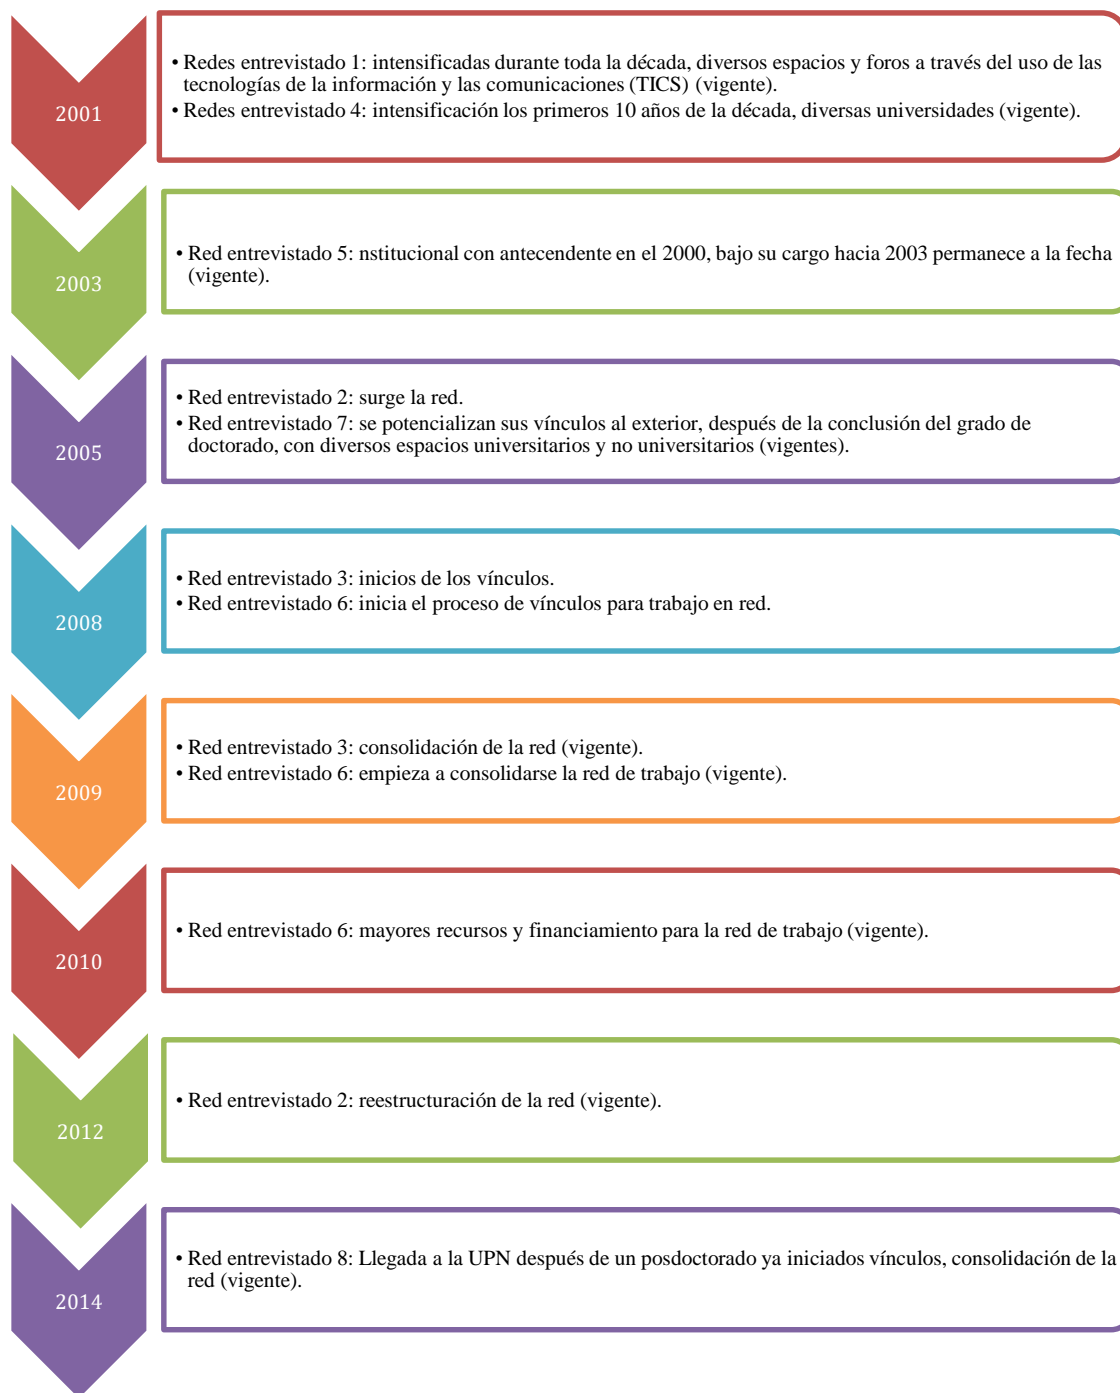 2001
• Redes entrevistado 1: intensificadas durante toda la década, diversos espacios y foros a través del uso de las
tecnologías de la información y las comunicaciones (TICS) (vigente).
• Redes entrevistado 4: intensificación los primeros 10 años de la década, diversas universidades (vigente).
2003
• Red entrevistado 5: nstitucional con antecendente en el 2000, bajo su cargo hacia 2003 permanece a la fecha
(vigente).
2005
• Red entrevistado 2: surge la red.
• Red entrevistado 7: se potencializan sus vínculos al exterior, después de la conclusión del grado de
doctorado, con diversos espacios universitarios y no universitarios (vigentes).
2008
• Red entrevistado 3: inicios de los vínculos.
• Red entrevistado 6: inicia el proceso de vínculos para trabajo en red.
2009
• Red entrevistado 3: consolidación de la red (vigente).
• Red entrevistado 6: empieza a consolidarse la red de trabajo (vigente).
2010
• Red entrevistado 6: mayores recursos y financiamiento para la red de trabajo (vigente).
2012
• Red entrevistado 2: reestructuración de la red (vigente).
2014
• Red entrevistado 8: Llegada a la UPN después de un posdoctorado ya iniciados vínculos, consolidación de la
red (vigente).